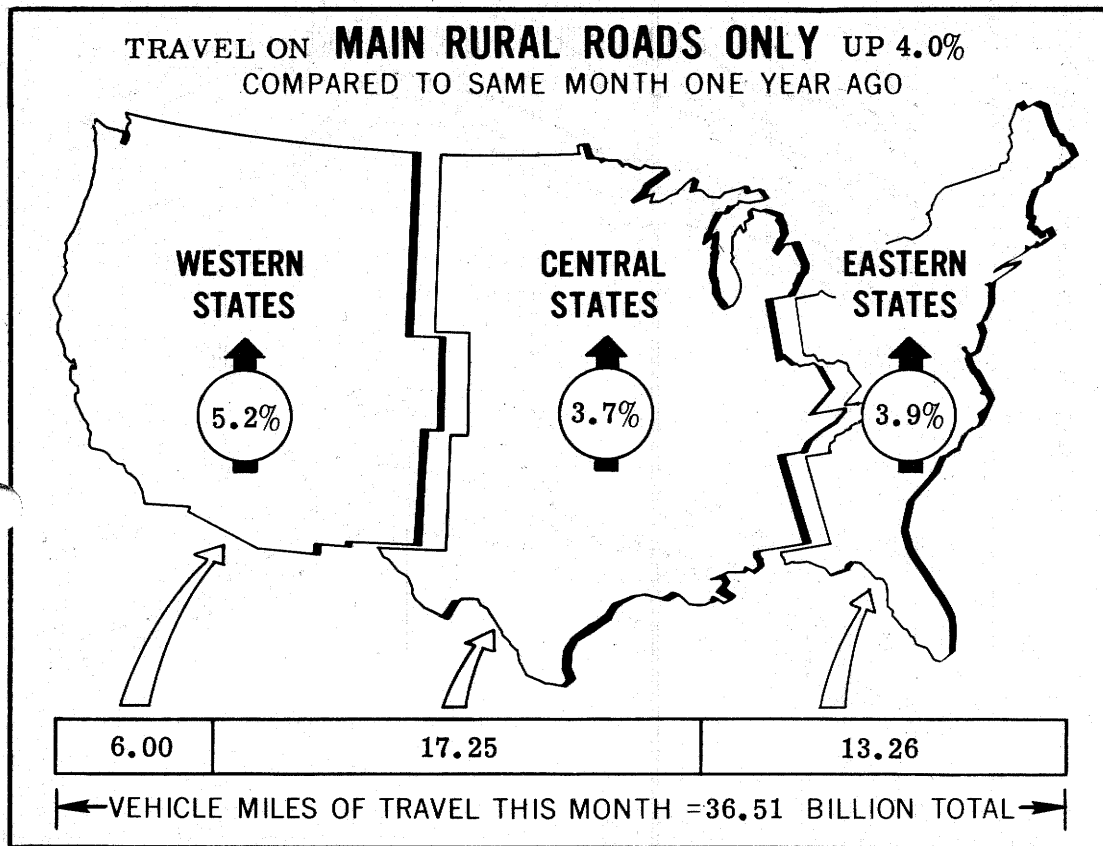 TRAVEL ON MAIN RURAL ROADS ONLY UP 4.0%
COMPARED TO SAME MONTH ONE YEAR AGO
WESTERN
STATES
5.2%
CENTRAL
STATES
3.7%
EASTERN
STATES
3.9%
6.00 17.25 13.26
VEHICLE MILES OF TRAVEL THIS MONTH =36.51 BILLION TOTAL